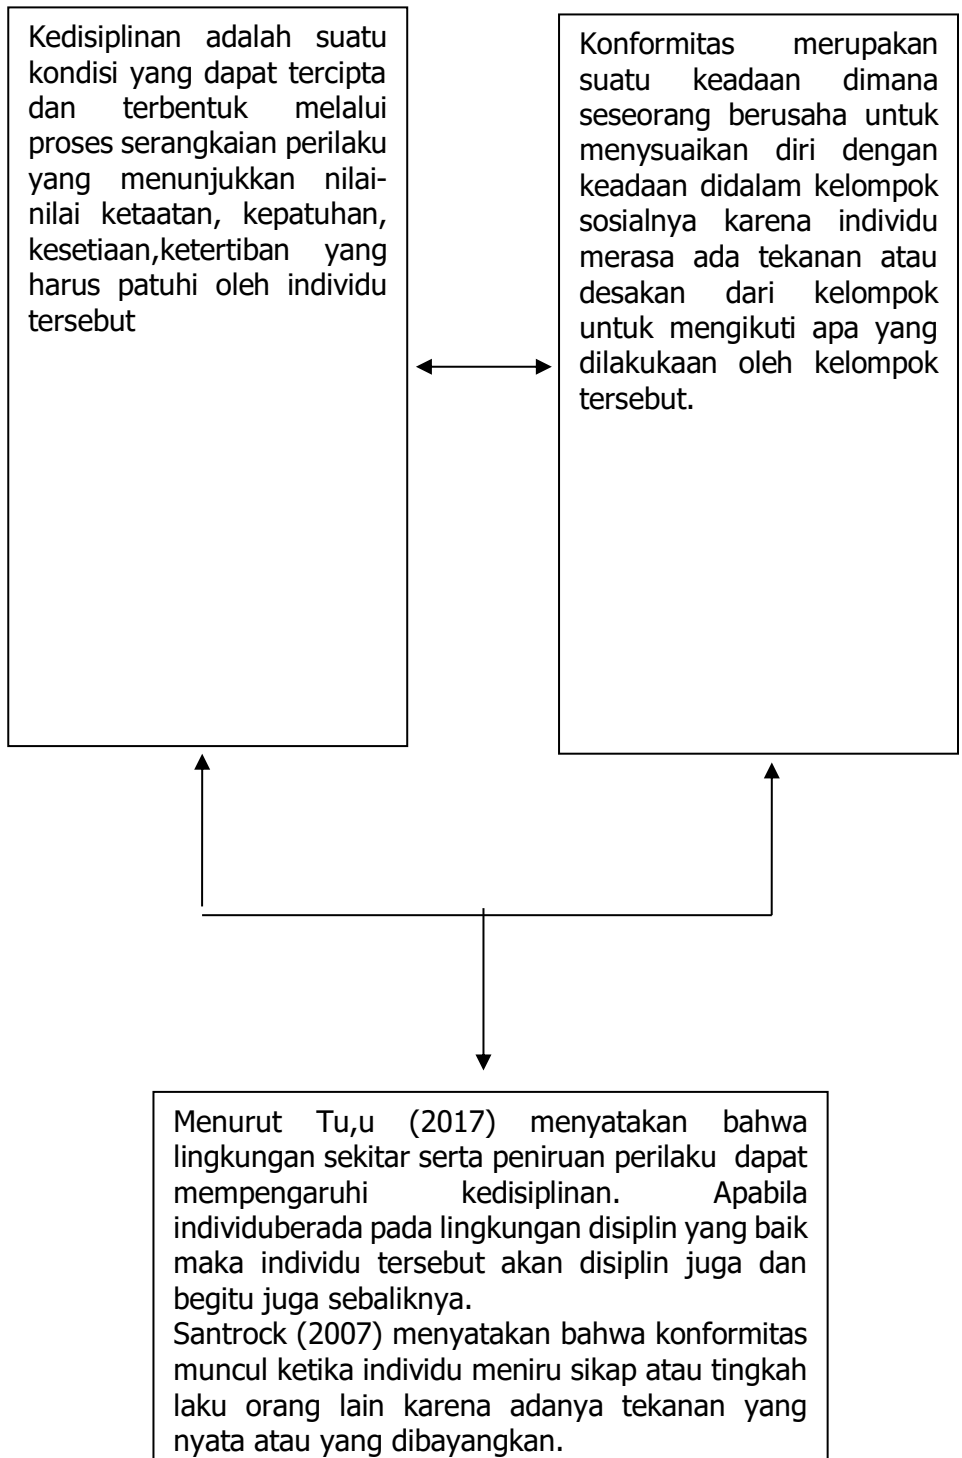 Kedisiplinan adalah suatu
kondisi yang dapat tercipta
dan terbentuk melalui
proses serangkaian perilaku
yang menunjukkan nilai-
nilai ketaatan, kepatuhan,
kesetiaan,ketertiban yang
harus patuhi oleh individu
tersebut
Konformitas merupakan
suatu keadaan dimana
seseorang berusaha untuk
menysuaikan diri dengan
keadaan didalam kelompok
sosialnya karena individu
merasa ada tekanan atau
desakan dari kelompok
untuk mengikuti apa yang
dilakukaan oleh kelompok
tersebut.
Menurut Tu,u (2017) menyatakan bahwa
lingkungan sekitar serta peniruan perilaku dapat
mempengaruhi kedisiplinan. Apabila
individuberada pada lingkungan disiplin yang baik
maka individu tersebut akan disiplin juga dan
begitu juga sebaliknya.
Santrock (2007) menyatakan bahwa konformitas
muncul ketika individu meniru sikap atau tingkah
laku orang lain karena adanya tekanan yang
nyata atau yang dibayangkan.